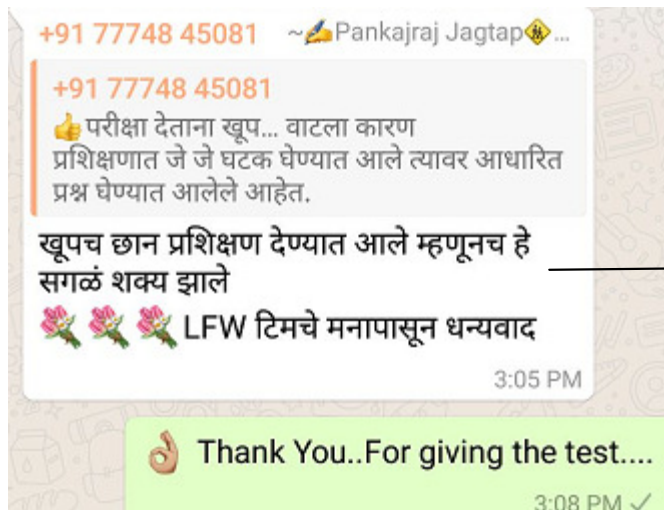 +91 77748 45081 ~✍Pankajraj Jagtap🚸...
+91 77748 45081
👍परीक्षा देताना खूप... वाटला कारण
प्रशिक्षणात जे जे घटक घेण्यात आले त्यावर आधारित
प्रश्न घेण्यात आलेले आहेत.
खूपच छान प्रशिक्षण देण्यात आले म्हणूनच हे
सगळं शक्य झाले
💐 💐 💐 LFW टिमचे मनापासून धन्यवाद
3:05 PM
👌 Thank You..For giving the test....
3:08 PM ✓